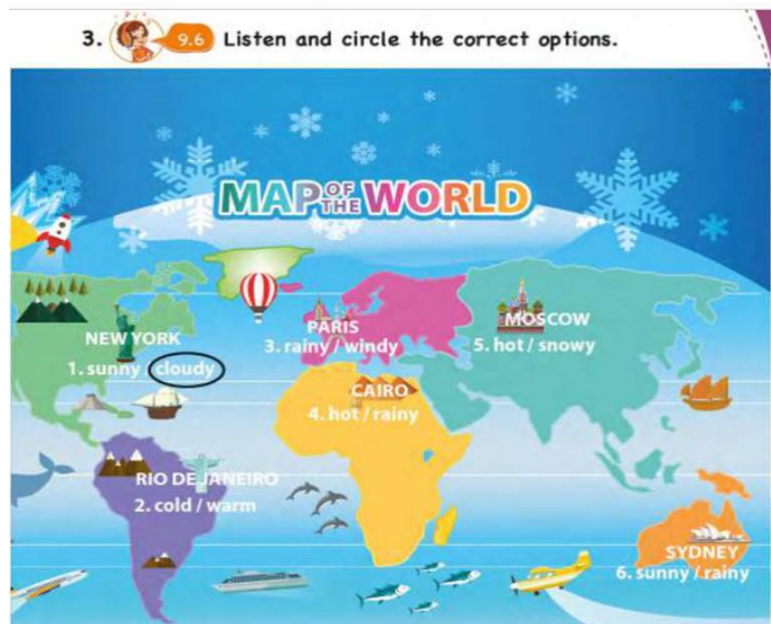 3. 9.6 Listen and circle the correct options.
MAP OF THE WORLD
NEW YORK
1. sunny / cloudy
PARIS
3. rainy / windy
MOSCOW
5. hot / snowy
CAIRO
4. hot / rainy
RIO DE JANEIRO
2. cold / warm
SYDNEY
6. sunny / rainy